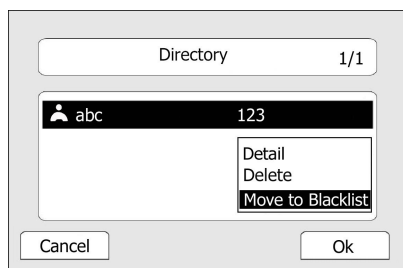 Directory 1/1
abc 123
Detail
Delete
Move to Blacklist
Cancel Ok